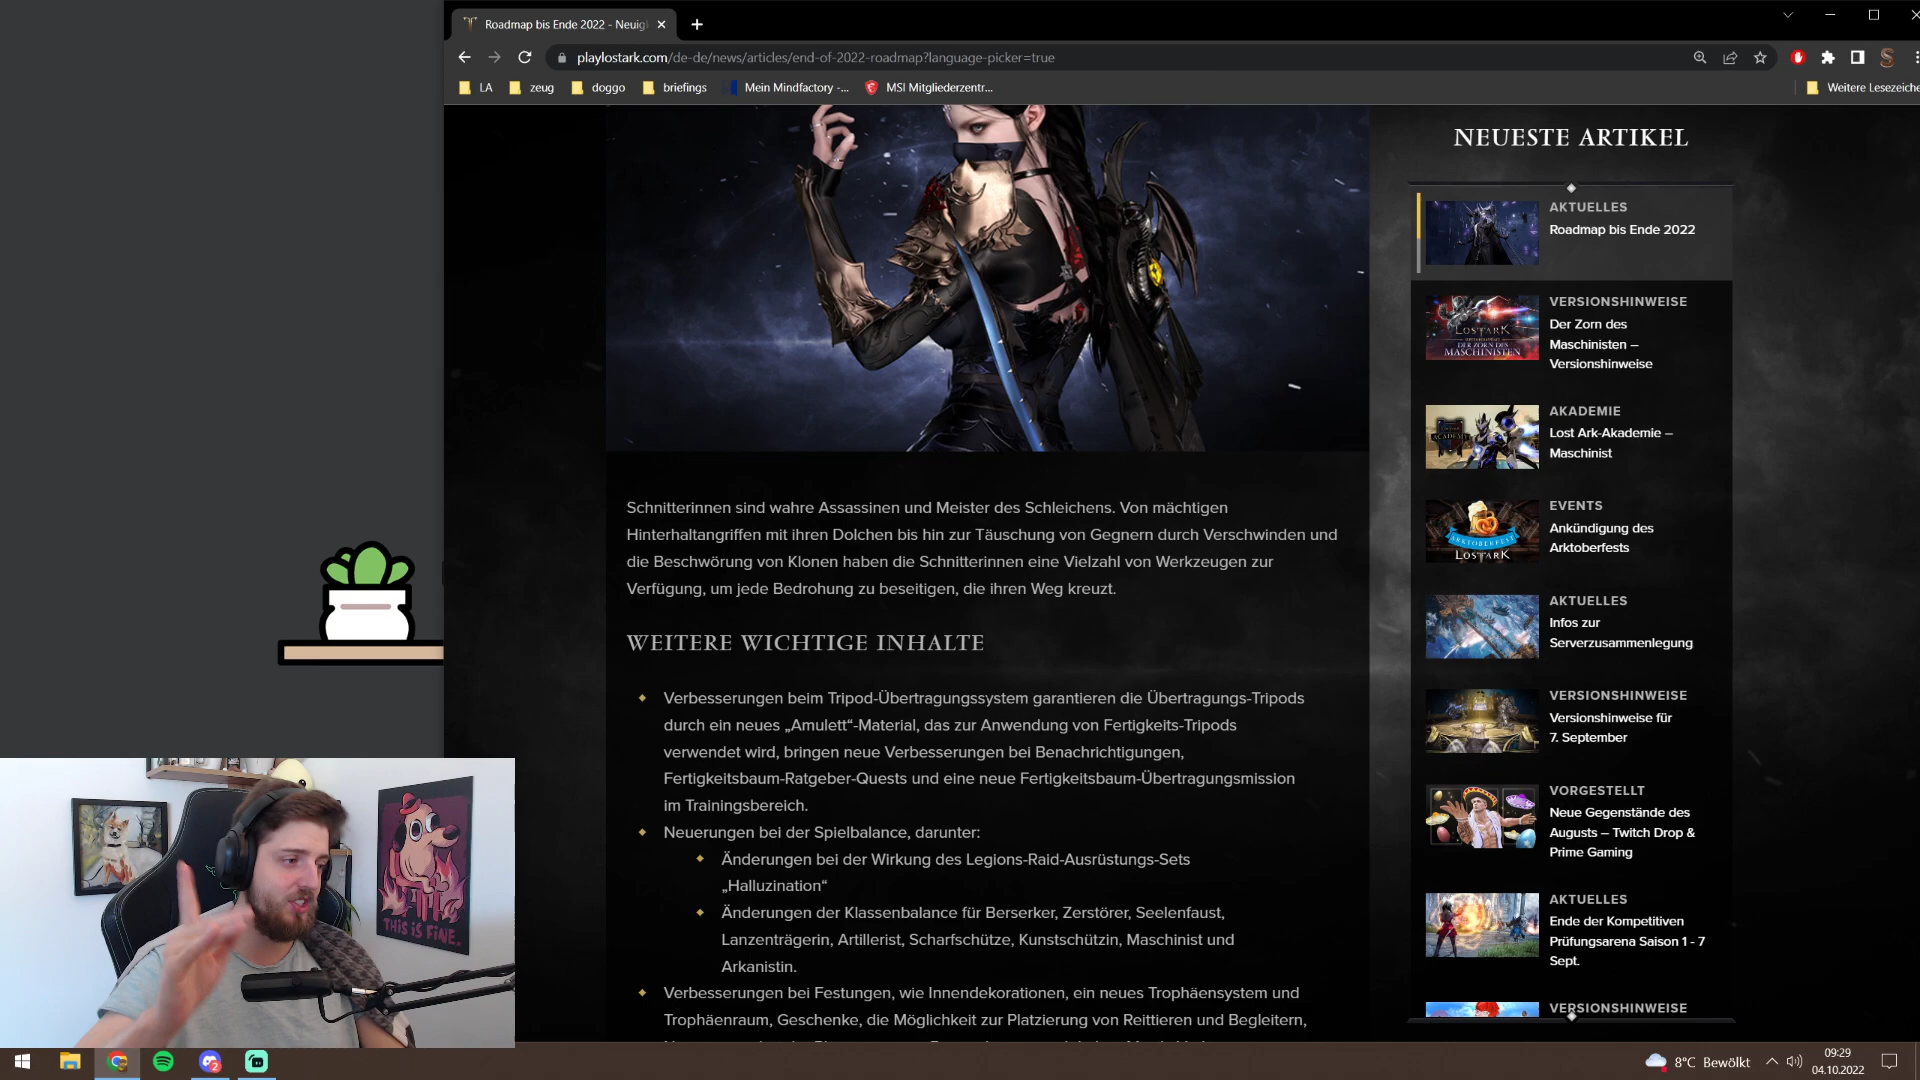 Roadmap bis Ende 2022 - Neuig
playlostark.com/de-de/news/articles/end-of-2022-roadmap?language-picker=true
LA
zeug
doggo
briefings
Mein Mindfactory -...
MSI Mitgliederzentr...
Weitere Lesezeiche
Schnitterinnen sind wahre Assassinen und Meister des Schleichens. Von mächtigen
Hinterhaltangriffen mit ihren Dolchen bis hin zur Täuschung von Gegnern durch Verschwinden und
die Beschwörung von Klonen haben die Schnitterinnen eine Vielzahl von Werkzeugen zur
Verfügung, um jede Bedrohung zu beseitigen, die ihren Weg kreuzt.
WEITERE WICHTIGE INHALTE
Verbesserungen beim Tripod-Übertragungssystem garantieren die Übertragungs-Tripods
durch ein neues „Amulett“-Material, das zur Anwendung von Fertigkeits-Tripods
verwendet wird, bringen neue Verbesserungen bei Benachrichtigungen,
Fertigkeitsbaum-Ratgeber-Quests und eine neue Fertigkeitsbaum-Übertragungsmission
im Trainingsbereich.
Neuerungen bei der Spielbalance, darunter:
Änderungen bei der Wirkung des Legions-Raid-Ausrüstungs-Sets
„Halluzination“
Änderungen der Klassenbalance für Berserker, Zerstörer, Seelenfaust,
Lanzenträgerin, Artillerist, Scharfschütze, Kunstschützin, Maschinist und
Arkanistin.
Verbesserungen bei Festungen, wie Innendekorationen, ein neues Trophäensystem und
Trophäenraum, Geschenke, die Möglichkeit zur Platzierung von Reittieren und Begleitern,
NEUESTE ARTIKEL
AKTUELLES
Roadmap bis Ende 2022
VERSIONSHINWEISE
Der Zorn des
Maschinisten –
Versionshinweise
LOSTARK
DER ZORN DES
MASCHINISTEN
AKADEMIE
Lost Ark-Akademie –
Maschinist
ACADEMY
EVENTS
Ankündigung des
Arktoberfests
ARKTOBERFEST
LOSTARK
AKTUELLES
Infos zur
Serverzusammenlegung
VERSIONSHINWEISE
Versionshinweise für
7. September
VORGESTELLT
Neue Gegenstände des
Augusts – Twitch Drop &
Prime Gaming
AKTUELLES
Ende der Kompetitiven
Prüfungsarena Saison 1 - 7
Sept.
VERSIONSHINWEISE
THIS IS FINE.
2
8°C Bewölkt
09:29
04.10.2022